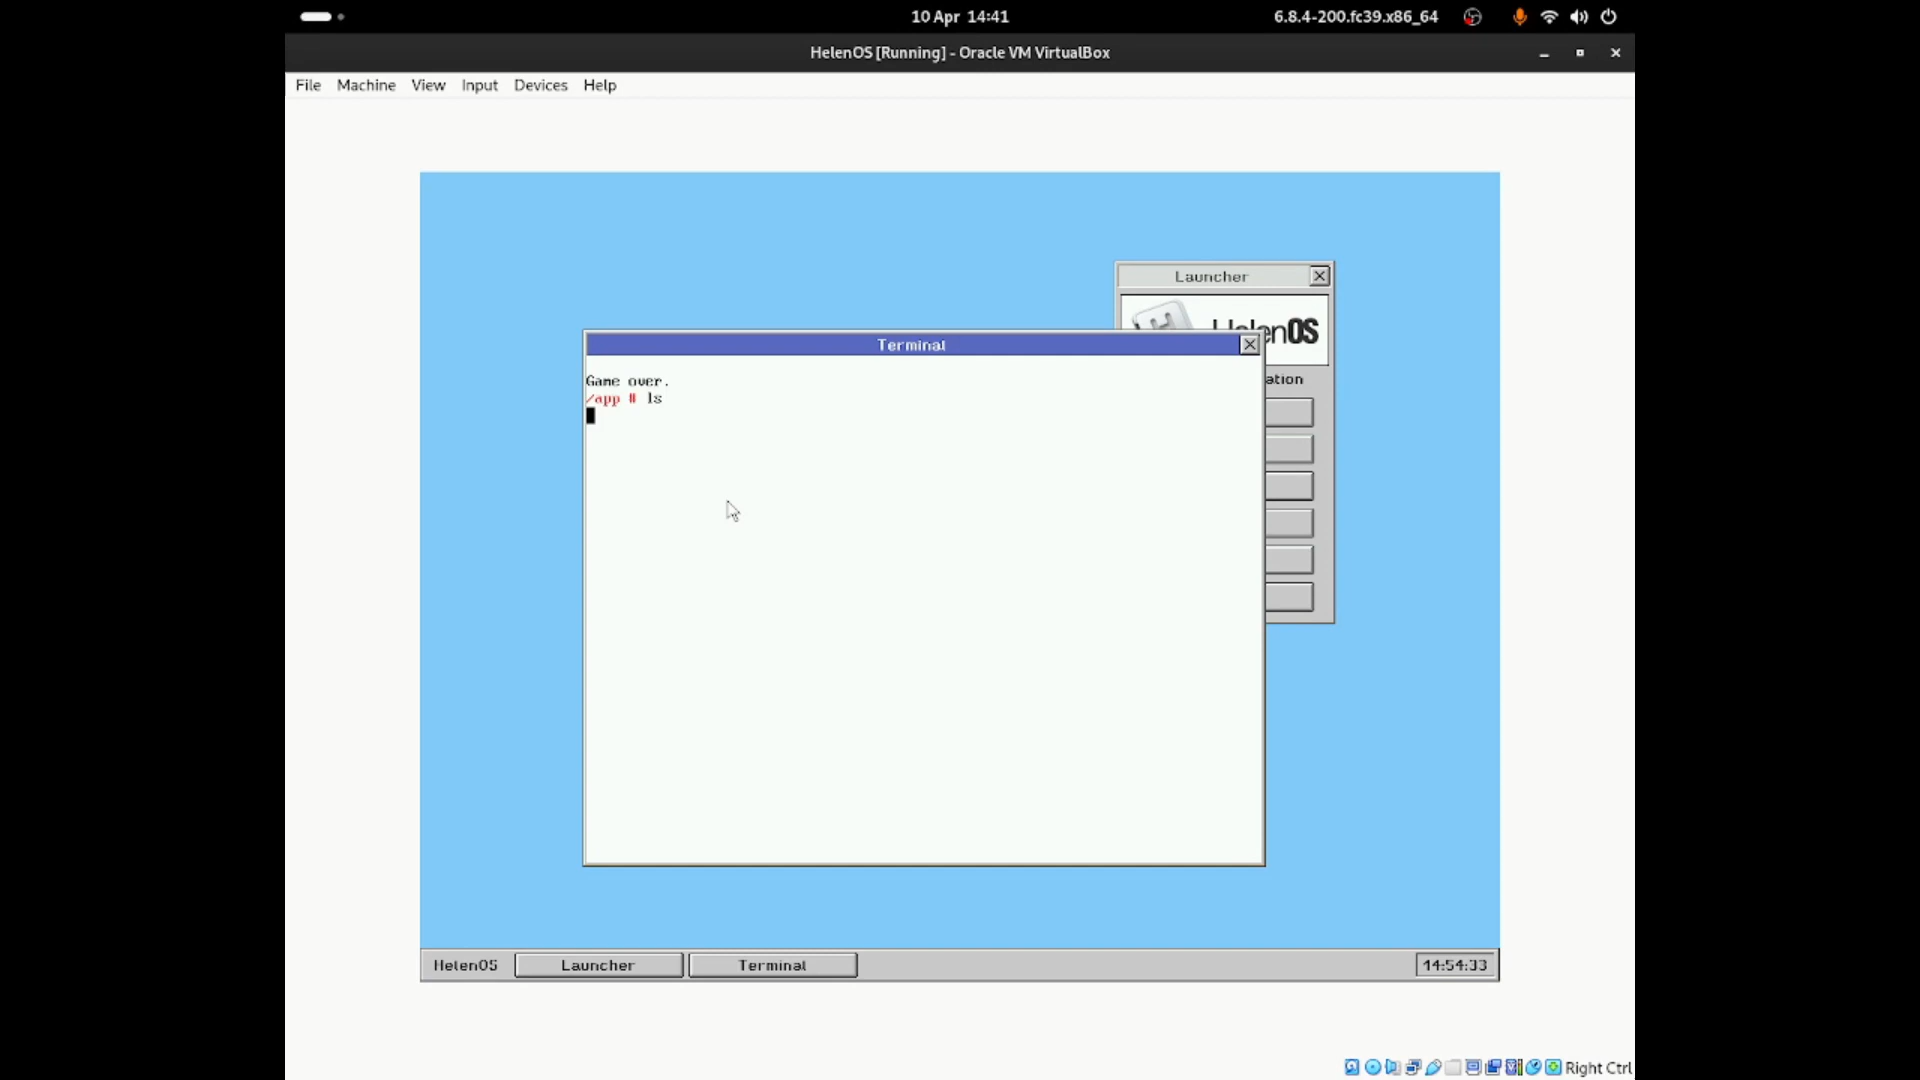 10 Apr 14:41
6.8.4-200.fc39.x86_64
HelenOS [Running] - Oracle VM VirtualBox
File Machine View Input Devices Help
Launcher
HelenOS
Terminal
Game over.
/app # ls
ation
HelenOS Launcher Terminal 14:54:33
Right Ctrl